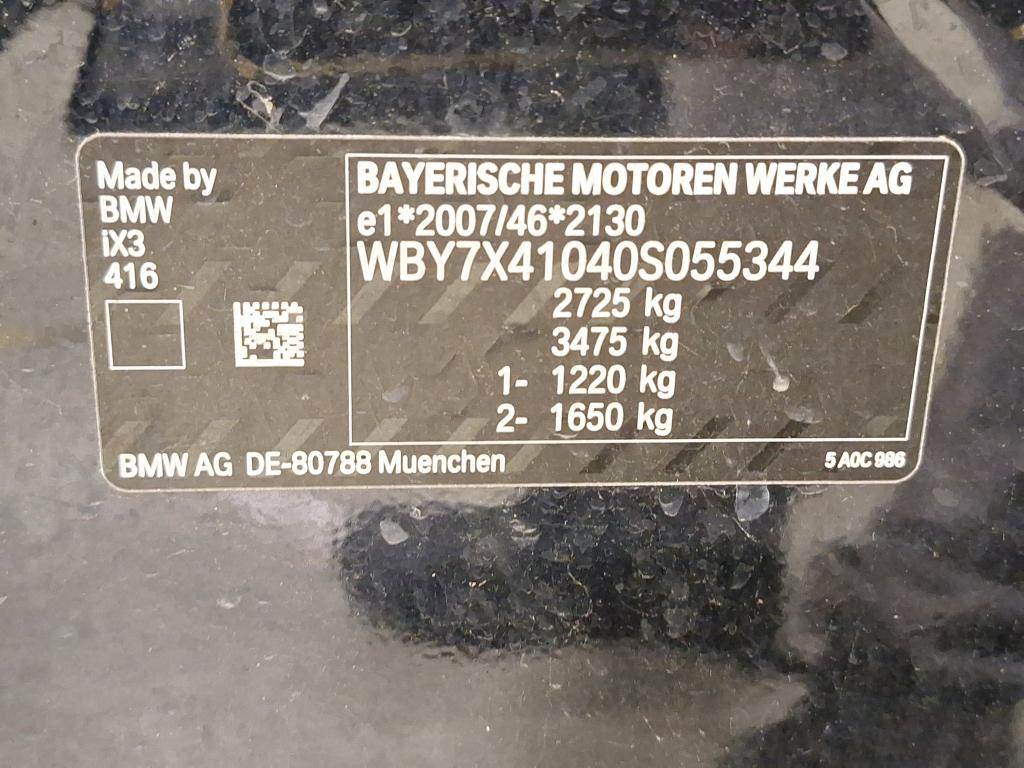 Made by
BMW
iX3
416
BAYERISCHE MOTOREN WERKE AG
e1*2007/46*2130
WBY7X41040S055344
2725 kg
3475 kg
1- 1220 kg
2- 1650 kg
BMW AG DE-80788 Muenchen
5 A0C 986